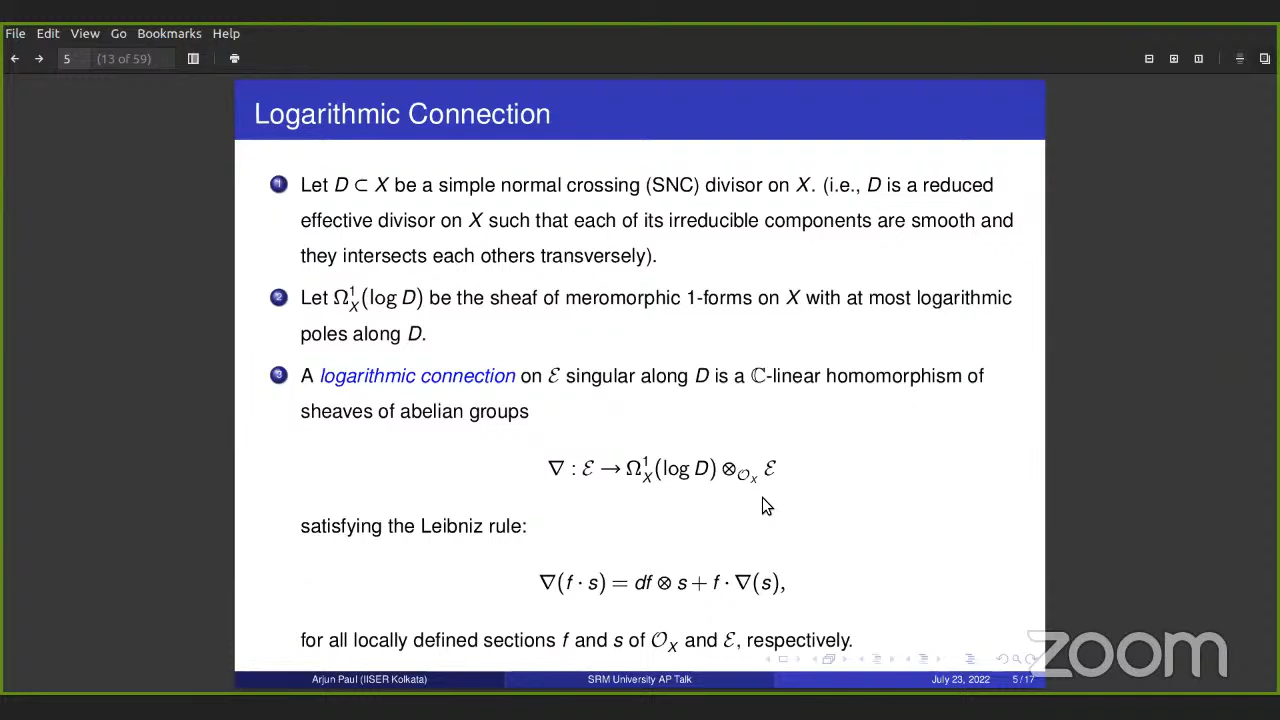 File Edit View Go Bookmarks Help
5 (13 of 59)
Logarithmic Connection
1 Let D ⊂ X be a simple normal crossing (SNC) divisor on X. (i.e., D is a reduced
effective divisor on X such that each of its irreducible components are smooth and
they intersects each others transversely).
2 Let Ω¹_X(log D) be the sheaf of meromorphic 1-forms on X with at most logarithmic
poles along D.
3 A logarithmic connection on ℰ singular along D is a ℂ-linear homomorphism of
sheaves of abelian groups
∇ : ℰ → Ω¹_X(log D) ⊗_{𝒪_X} ℰ
satisfying the Leibniz rule:
∇(f · s) = df ⊗ s + f · ∇(s),
for all locally defined sections f and s of 𝒪_X and ℰ, respectively.
zoom
Arjun Paul (IISER Kolkata) SRM University AP Talk July 23, 2022 5 / 17